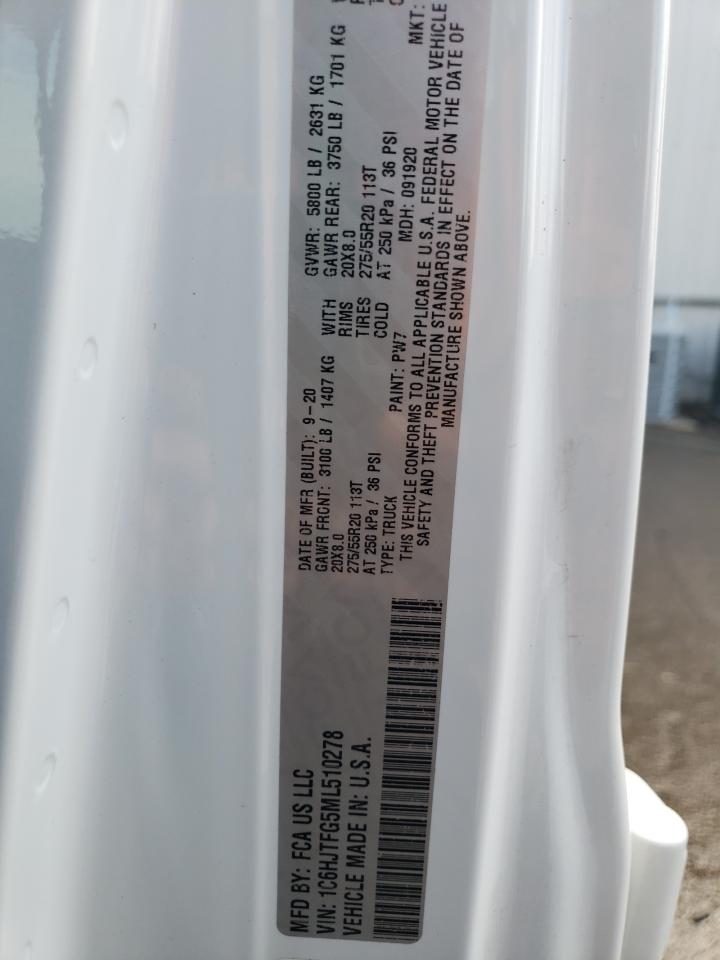 MFD BY: FCA US LLC
VIN: 1C6HJTFG5ML510278
VEHICLE MADE IN: U.S.A.
DATE OF MFR (BUILT): 9-20
GAWR FRONT: 3100 LB / 1407 KG
20X8.0
275/55R20 113T
AT 250 kPa / 36 PSI
TYPE: TRUCK
WITH
RIMS
TIRES
COLD
GVWR: 5800 LB / 2631 KG
GAWR REAR: 3750 LB / 1701 KG
20X8.0
275/55R20 113T
AT 250 kPa / 36 PSI
PAINT: PW7
MDH: 091920
MKT:
THIS VEHICLE CONFORMS TO ALL APPLICABLE U.S.A. FEDERAL MOTOR VEHICLE
SAFETY AND THEFT PREVENTION STANDARDS IN EFFECT ON THE DATE OF
MANUFACTURE SHOWN ABOVE.